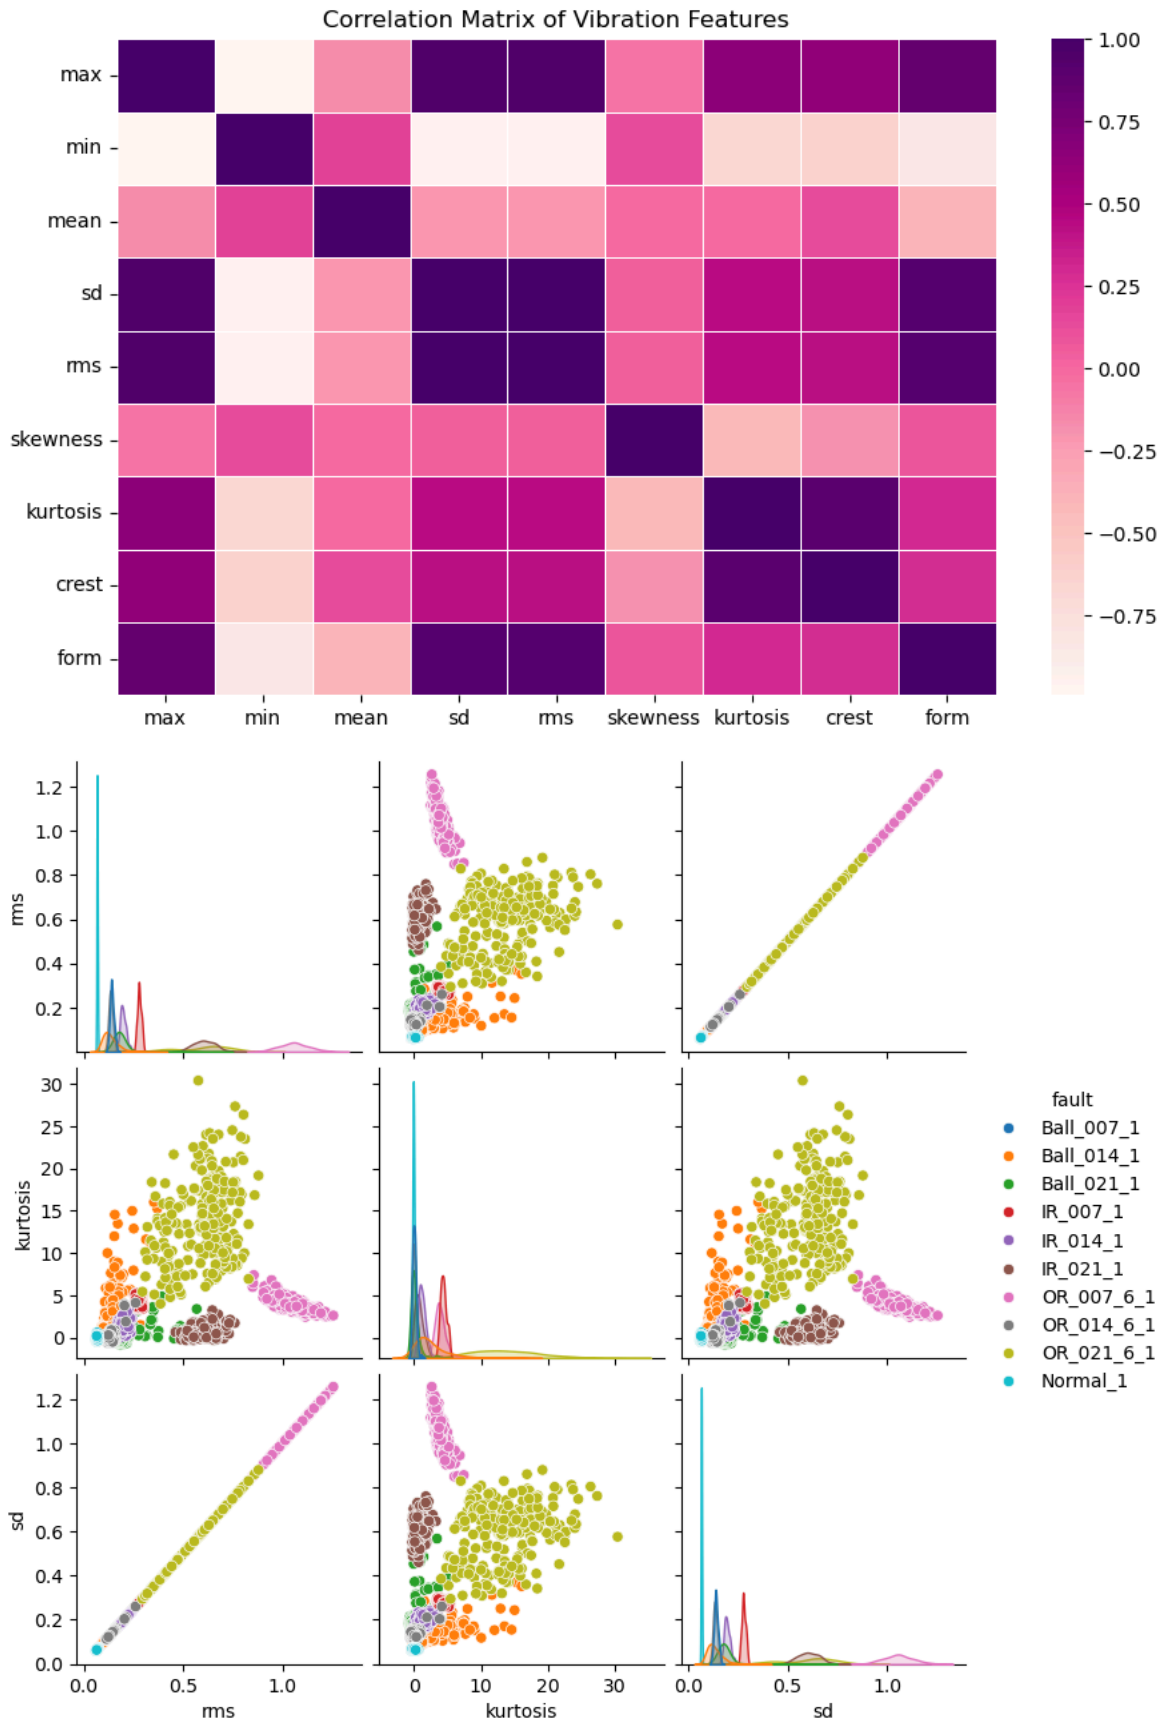 Correlation Matrix of Vibration Features
max
min
mean
sd
rms
skewness
kurtosis
crest
form
max min mean sd rms skewness kurtosis crest form
1.00
0.75
0.50
0.25
0.00
−0.25
−0.50
−0.75
rms
1.2
1.0
0.8
0.6
0.4
0.2
kurtosis
30
25
20
15
10
5
0
sd
1.2
1.0
0.8
0.6
0.4
0.2
0.0
0.0 0.5 1.0 0 10 20 30 0.0 0.5 1.0
rms kurtosis sd
fault
Ball_007_1
Ball_014_1
Ball_021_1
IR_007_1
IR_014_1
IR_021_1
OR_007_6_1
OR_014_6_1
OR_021_6_1
Normal_1